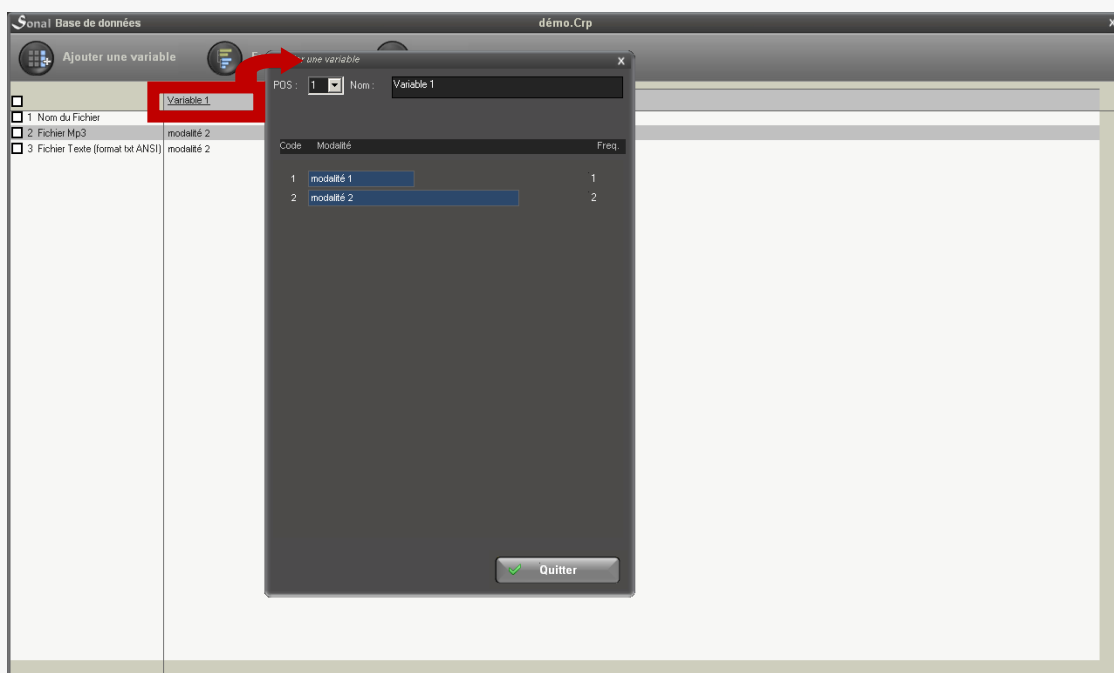 Sonal Base de données démo.Crp x
Ajouter une variable
une variable x
POS : 1 Nom : Variable 1
Variable 1
1 Nom du Fichier
2 Fichier Mp3 modalité 2
3 Fichier Texte (format txt ANSI) modalité 2
Code Modalité Freq.
1 modalité 1 1
2 modalité 2 2
Quitter